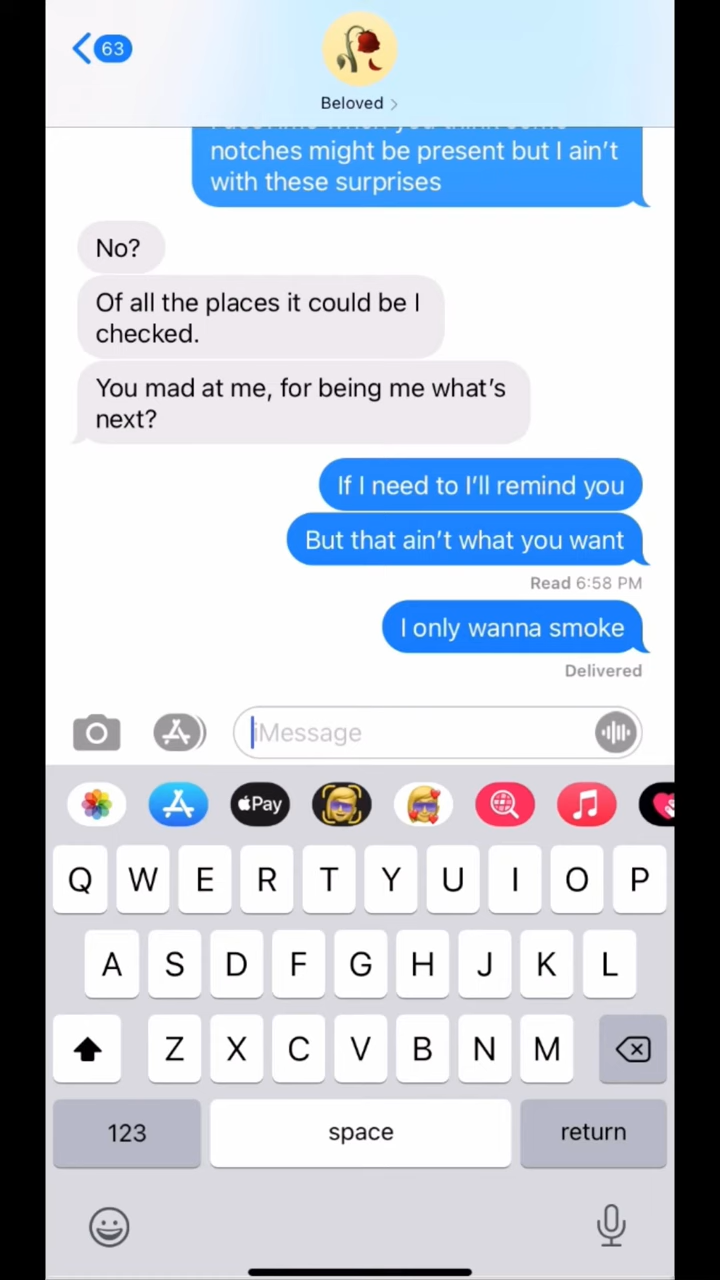 63
Beloved
notches might be present but I ain't
with these surprises
No?
Of all the places it could be I
checked.
You mad at me, for being me what's
next?
If I need to I'll remind you
But that ain't what you want
Read 6:58 PM
I only wanna smoke
Delivered
iMessage
Pay
Q W E R T Y U I O P
A S D F G H J K L
Z X C V B N M
123 space return